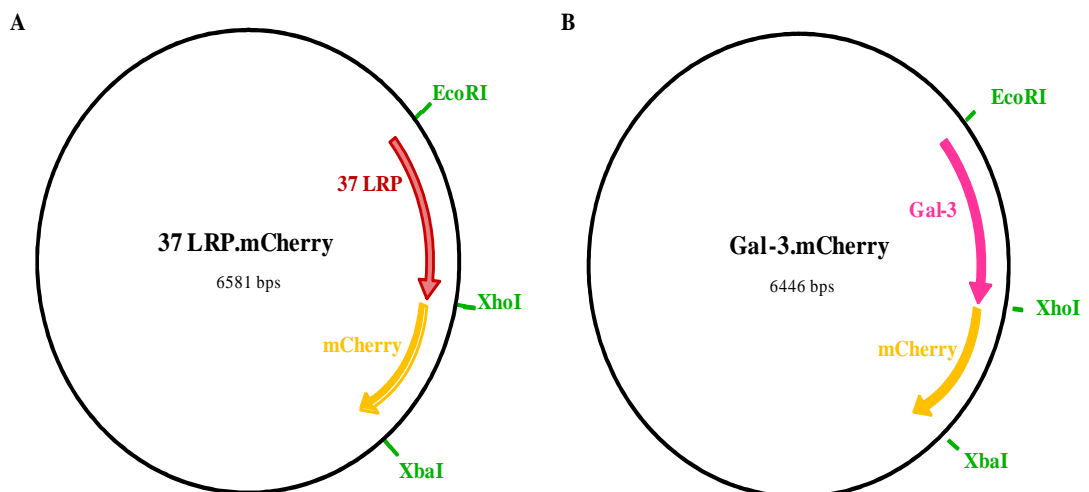 A
EcoRI
37 LRP
37 LRP.mCherry
6581 bps
XhoI
mCherry
XbaI
B
EcoRI
Gal-3
Gal-3.mCherry
6446 bps
XhoI
mCherry
XbaI